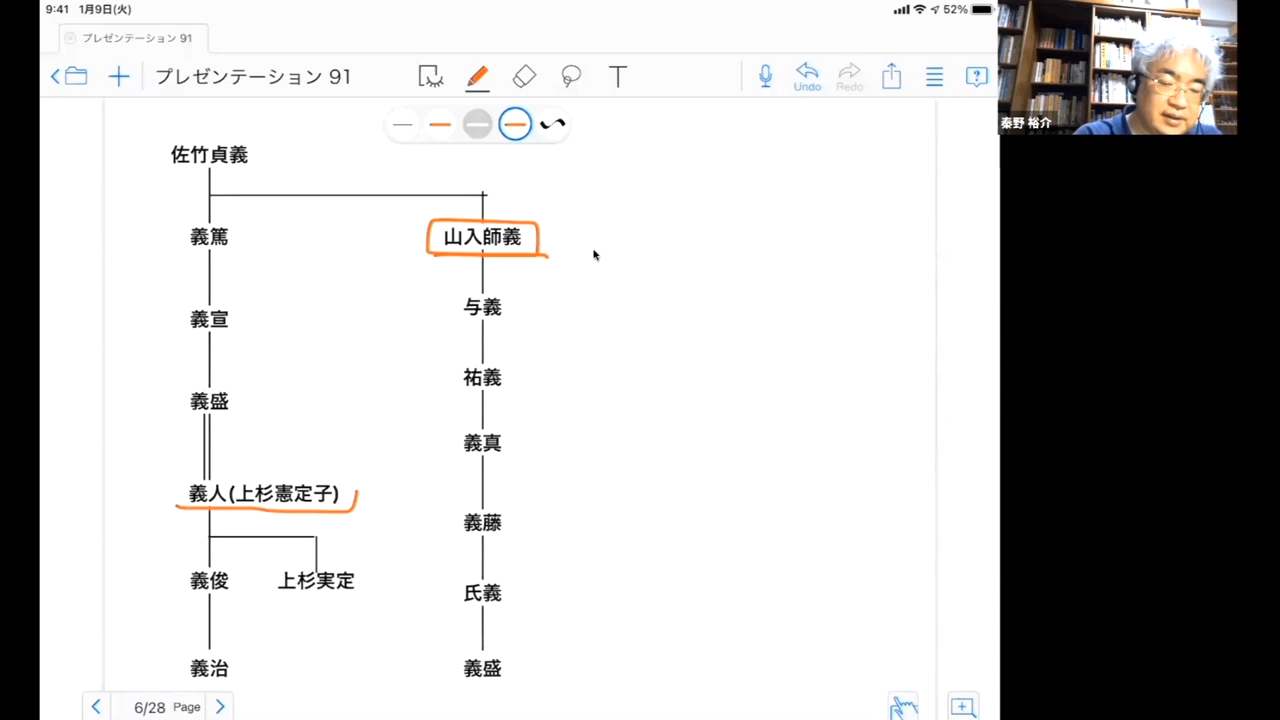 9:41 1月9日(火)
52%
プレゼンテーション 91
プレゼンテーション 91
T
Undo
Redo
秦野 裕介
佐竹貞義
義篤
山入師義
与義
義宣
祐義
義盛
義真
義人(上杉憲定子)
義藤
義俊
上杉実定
氏義
義治
義盛
6/28 Page